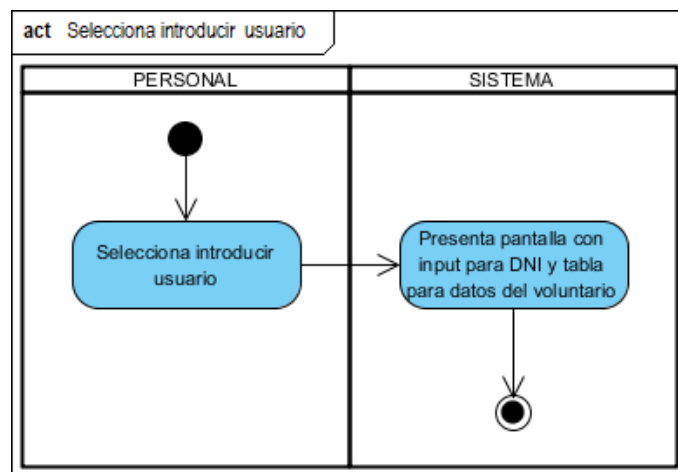 act Selecciona introducir usuario
PERSONAL
SISTEMA
Selecciona introducir
usuario
Presenta pantalla con
input para DNI y tabla
para datos del voluntario